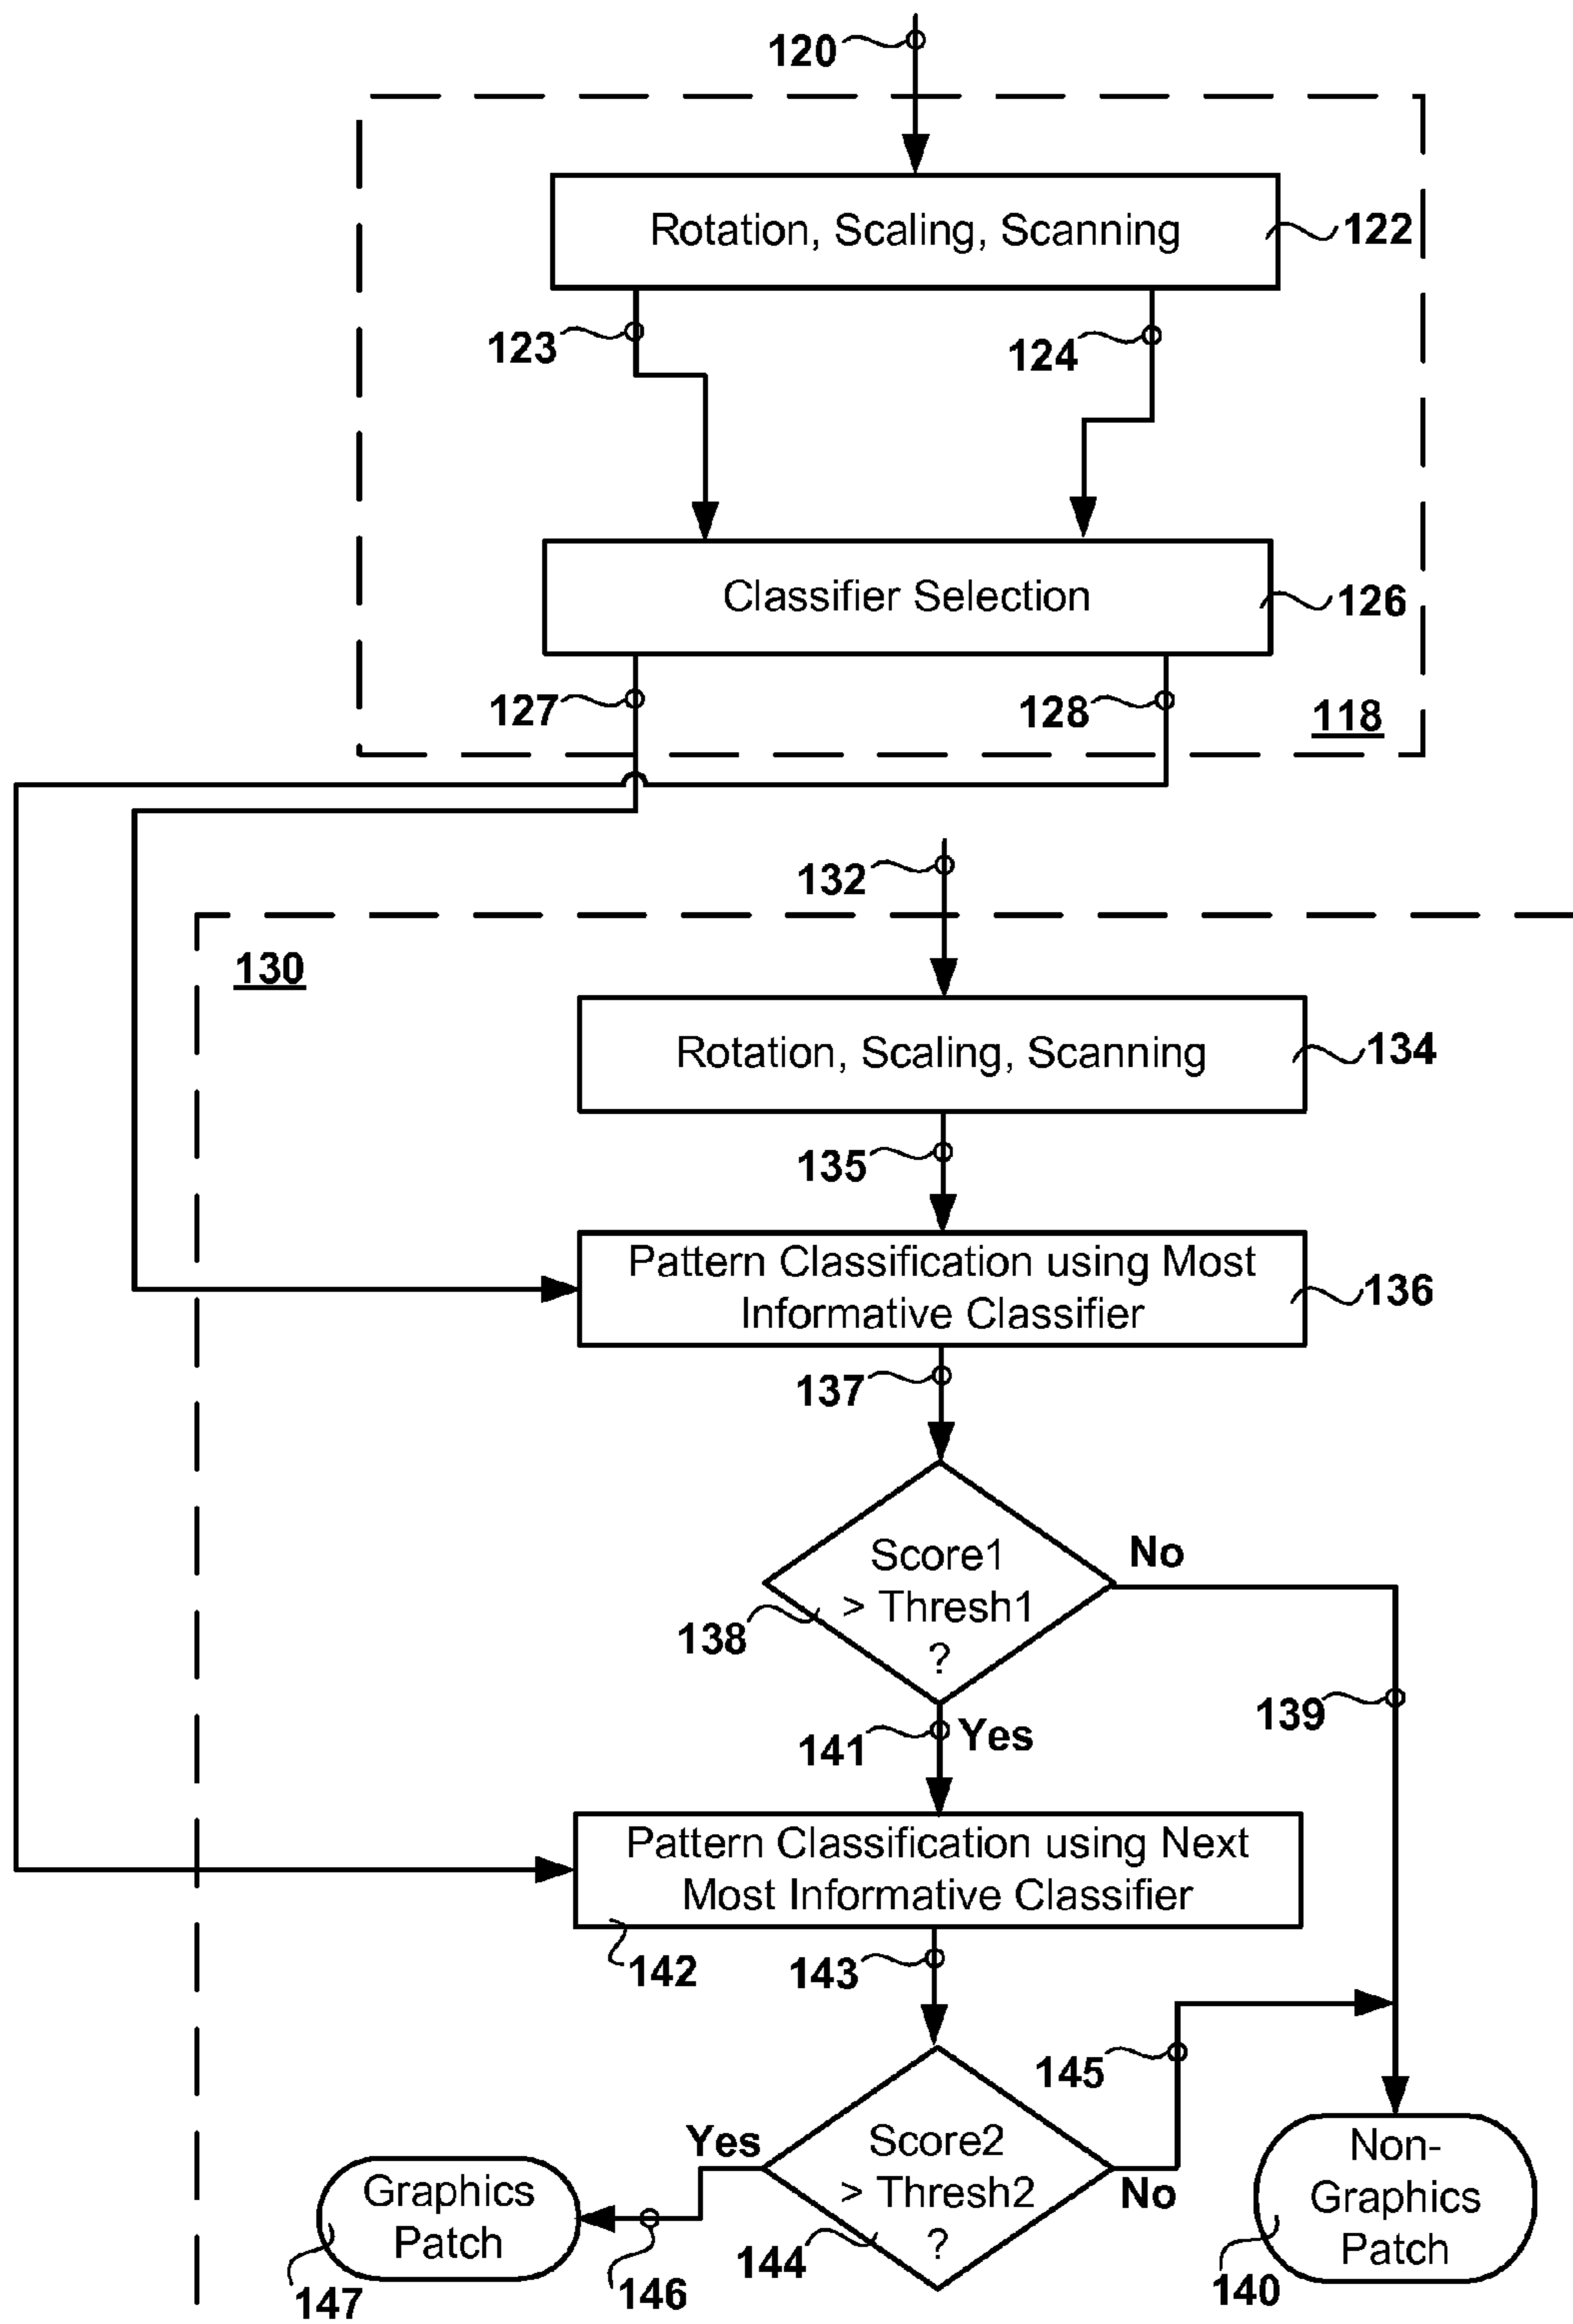 120
Rotation, Scaling, Scanning
122
123
124
Classifier Selection
126
127
128
118
132
130
Rotation, Scaling, Scanning
134
135
Pattern Classification using Most
Informative Classifier
136
137
Score1
> Thresh1
?
No
138
139
141
Yes
Pattern Classification using Next
Most Informative Classifier
142
143
145
Yes
Score2
> Thresh2
?
No
144
Graphics
Patch
147
146
Non-
Graphics
Patch
140